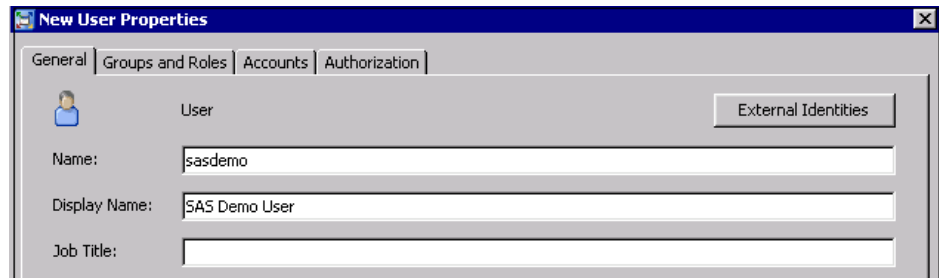 New User Properties
General Groups and Roles Accounts Authorization
User External Identities
Name: sasdemo
Display Name: SAS Demo User
Job Title: